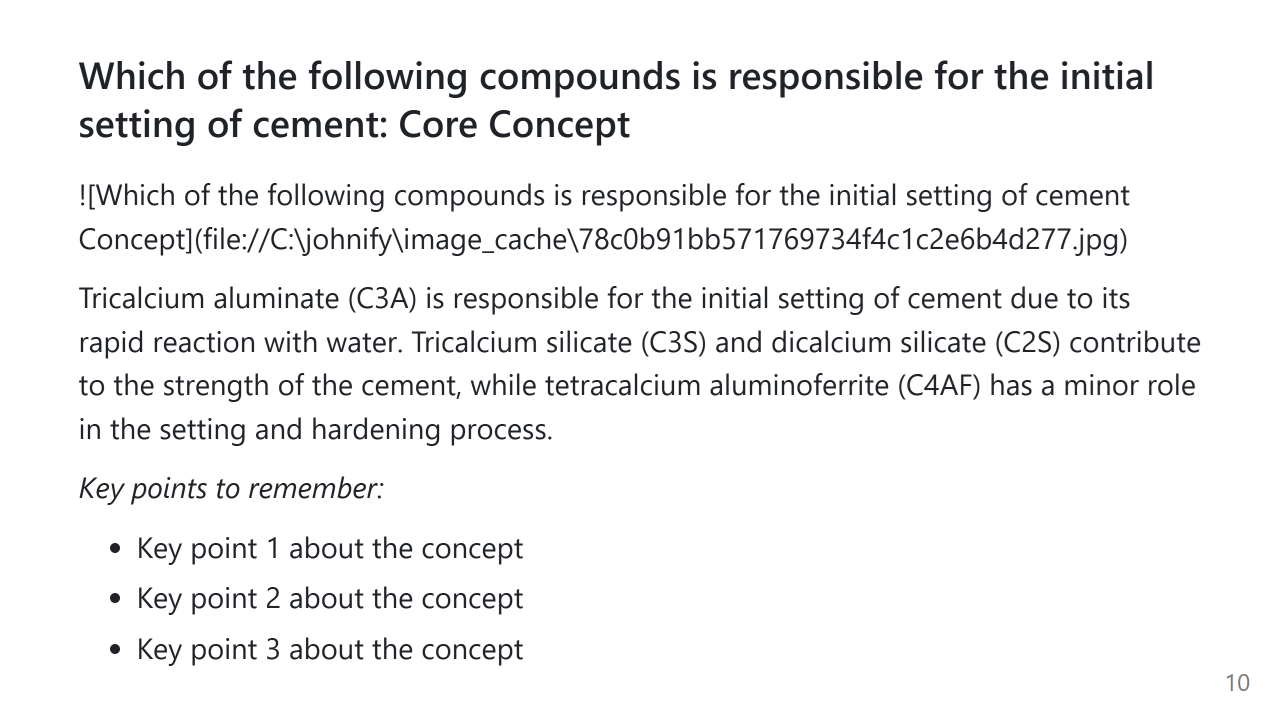 Which of the following compounds is responsible for the initial
setting of cement: Core Concept
![Which of the following compounds is responsible for the initial setting of cement
Concept](file://C:\johnify\image_cache\78c0b91bb571769734f4c1c2e6b4d277.jpg)
Tricalcium aluminate (C3A) is responsible for the initial setting of cement due to its
rapid reaction with water. Tricalcium silicate (C3S) and dicalcium silicate (C2S) contribute
to the strength of the cement, while tetracalcium aluminoferrite (C4AF) has a minor role
in the setting and hardening process.
Key points to remember:
• Key point 1 about the concept
• Key point 2 about the concept
• Key point 3 about the concept
10